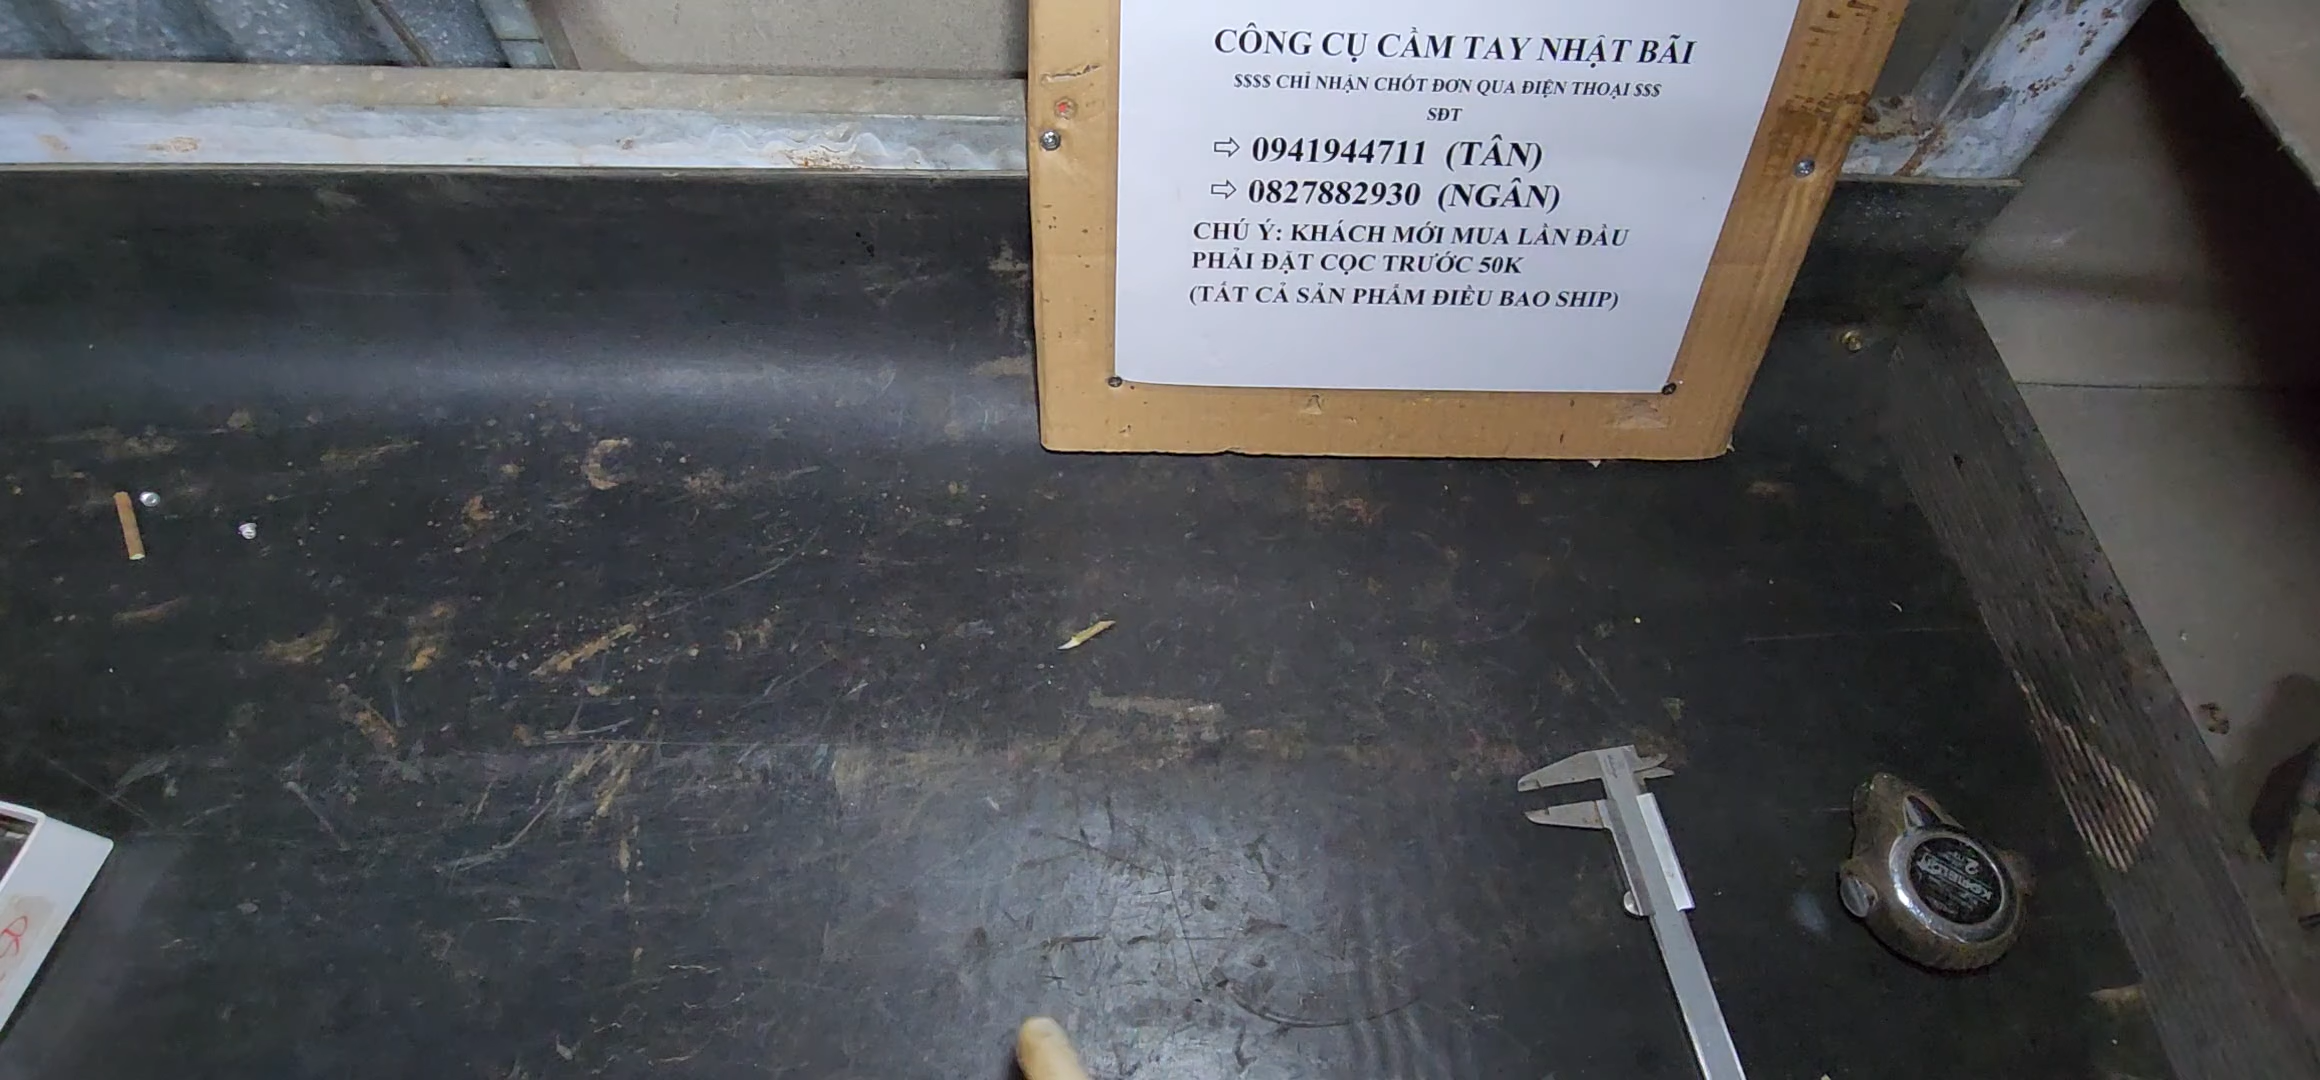 CÔNG CỤ CẦM TAY NHẬT BÃI
$$$$ CHỈ NHẬN CHỐT ĐƠN QUA ĐIỆN THOẠI $$$
SĐT
⇨ 0941944711 (TÂN)
⇨ 0827882930 (NGÂN)
CHÚ Ý: KHÁCH MỚI MUA LẦN ĐẦU
PHẢI ĐẶT CỌC TRƯỚC 50K
(TẤT CẢ SẢN PHẨM ĐIỀU BAO SHIP)